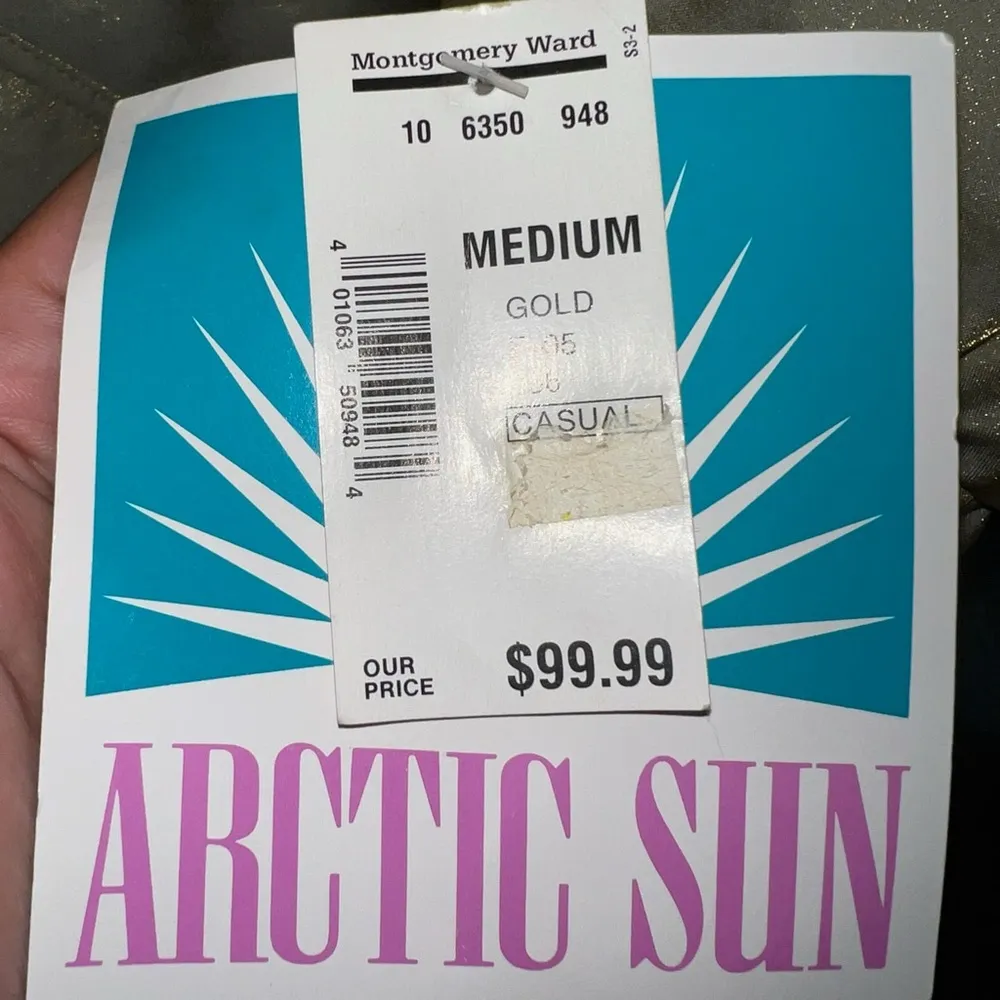 Montgomery Ward
S3-2
10 6350 948
MEDIUM
GOLD
CASUAL
4 01063 50948 4
OUR PRICE $99.99
ARCTIC SUN